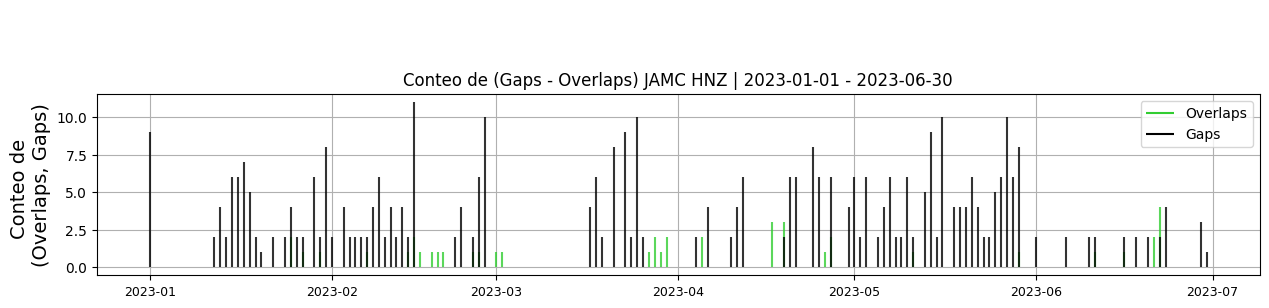 Conteo de (Gaps - Overlaps) JAMC HNZ | 2023-01-01 - 2023-06-30
Conteo de
(Overlaps, Gaps)
10.0
7.5
5.0
2.5
0.0
Overlaps
Gaps
2023-01
2023-02
2023-03
2023-04
2023-05
2023-06
2023-07